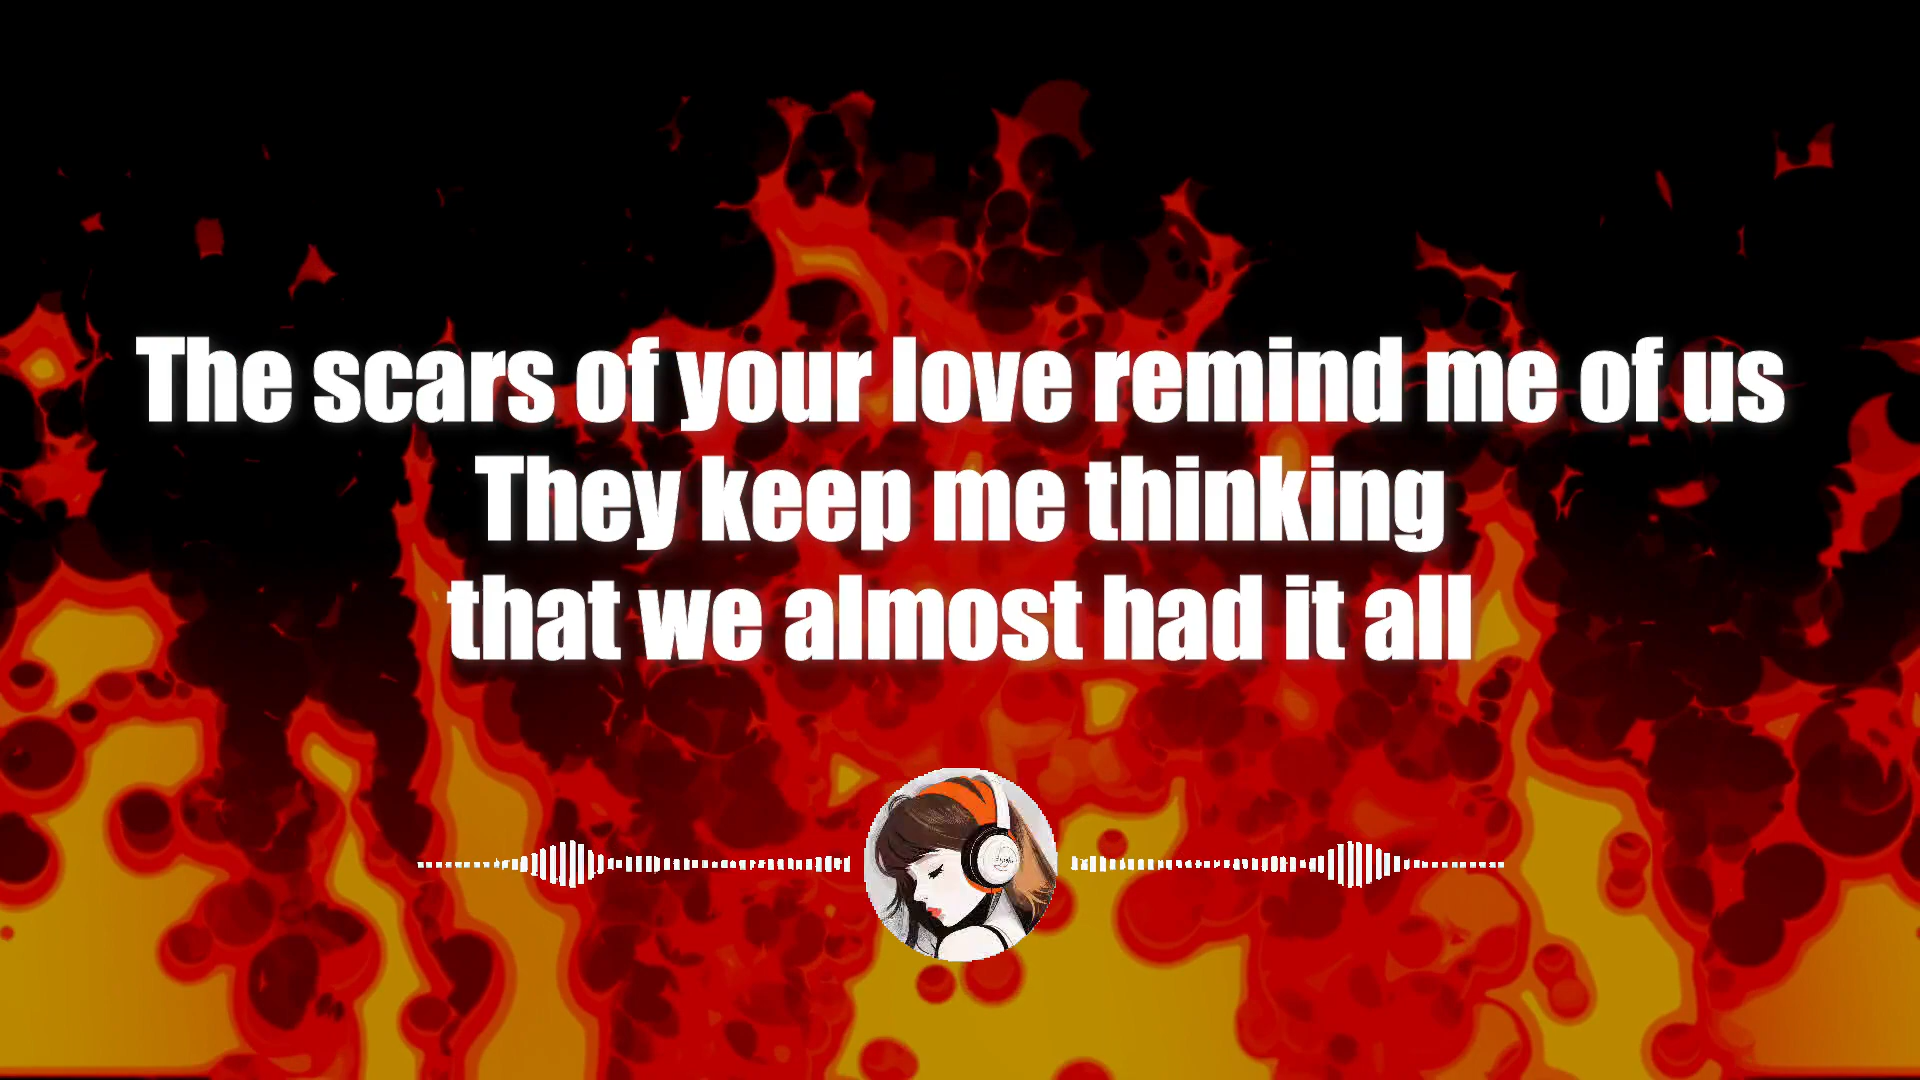 The scars of your love remind me of us
They keep me thinking
that we almost had it all